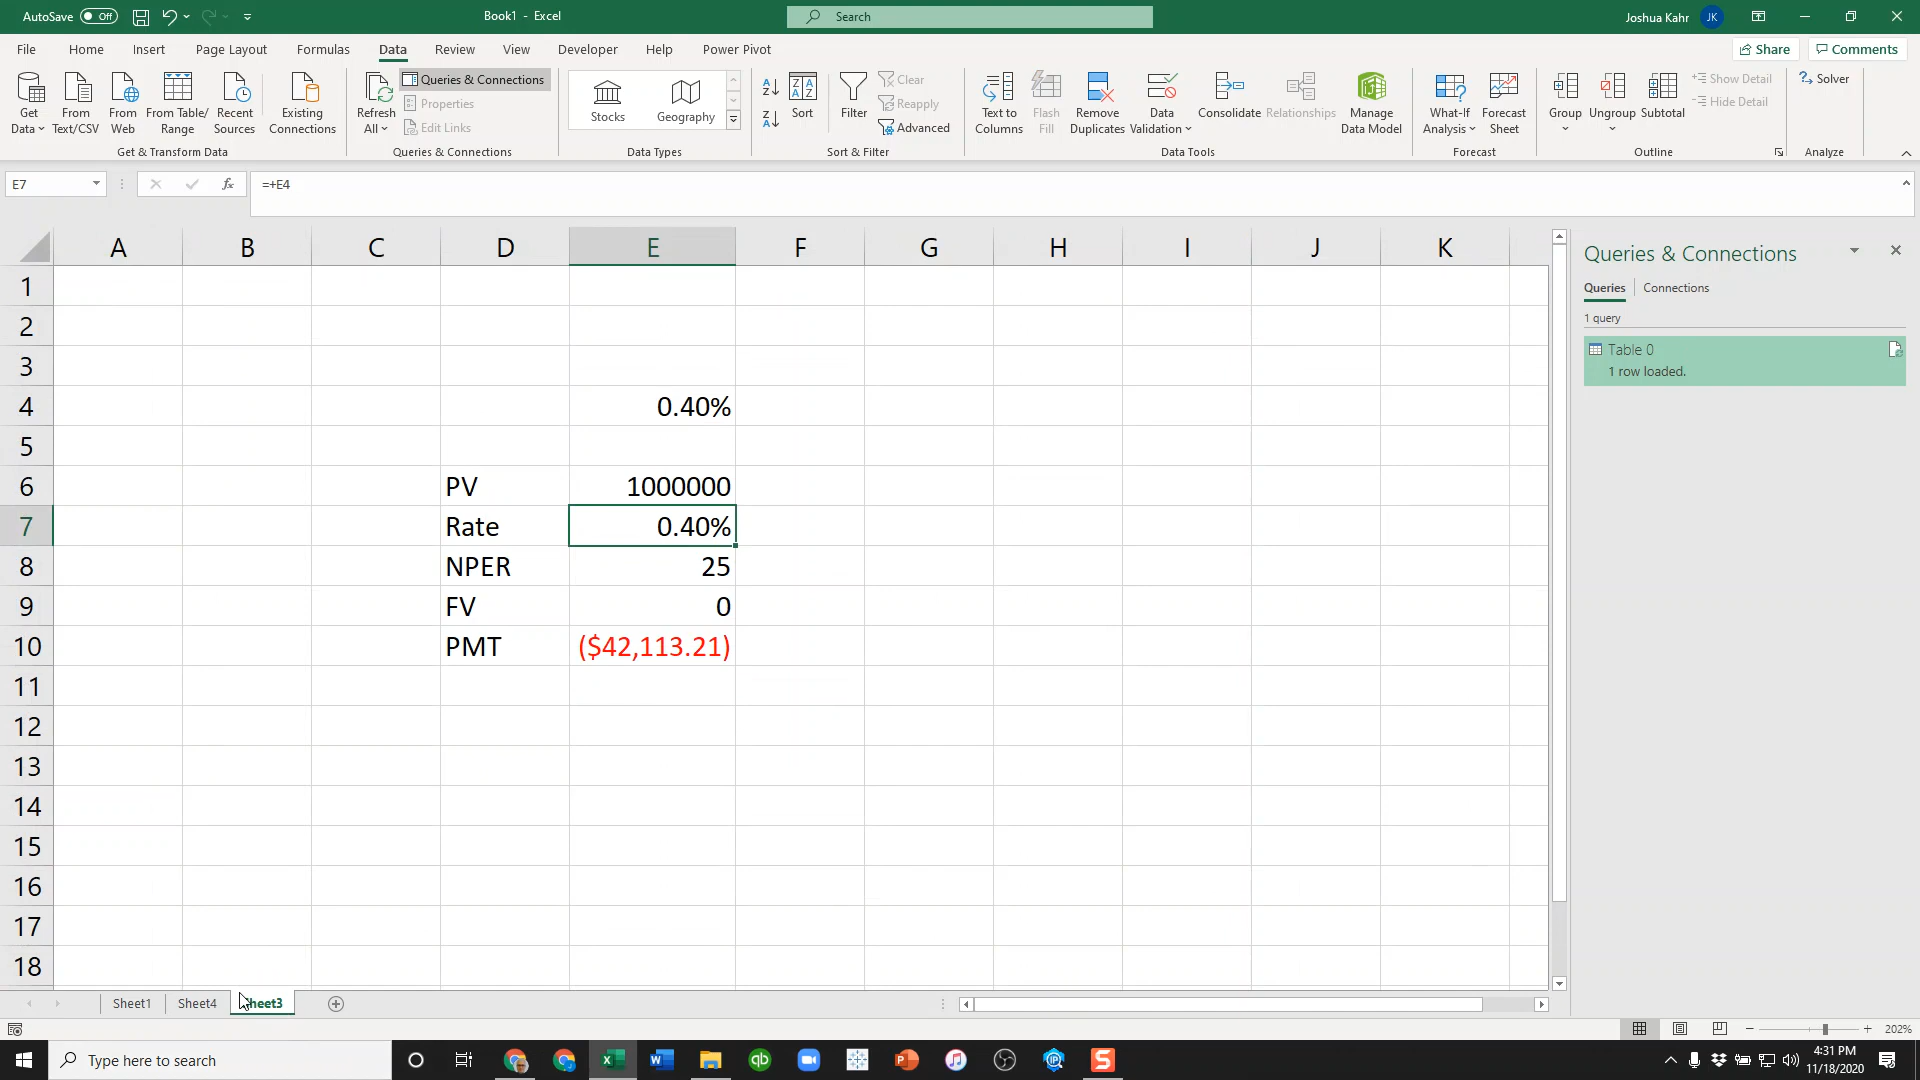 AutoSave Off
Book1 - Excel
Search
Joshua Kahr JK
File Home Insert Page Layout Formulas Data Review View Developer Help Power Pivot
Share Comments
Get Data
From Text/CSV
From Web
From Table/ Range
Recent Sources
Existing Connections
Get & Transform Data
Refresh All
Queries & Connections
Properties
Edit Links
Queries & Connections
Stocks Geography
Data Types
Sort
Filter
Clear
Reapply
Advanced
Sort & Filter
Text to Columns
Flash Fill
Remove Duplicates
Data Validation
Consolidate
Relationships
Manage Data Model
Data Tools
What-If Analysis
Forecast Sheet
Forecast
Group
Ungroup
Subtotal
Show Detail
Hide Detail
Outline
Solver
Analyze
E7 fx =+E4
A B C D E F G H I J K
1
2
3
4 0.40%
5
6 PV 1000000
7 Rate 0.40%
8 NPER 25
9 FV 0
10 PMT ($42,113.21)
11
12
13
14
15
16
17
18
Queries & Connections
Queries Connections
1 query
Table 0
1 row loaded.
Sheet1 Sheet4 Sheet3
202%
Type here to search
4:31 PM
11/18/2020